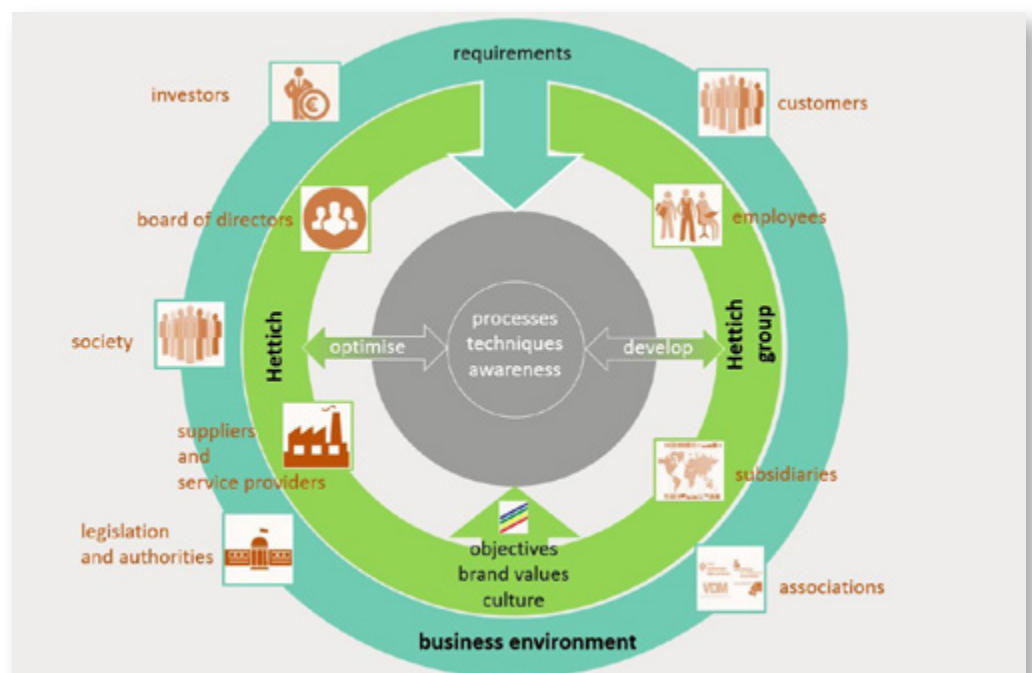 requirements
investors
customers
board of directors
employees
society
Hettich
optimise
processes
techniques
awareness
develop
Hettich
group
suppliers
and
service providers
subsidiaries
legislation
and authorities
objectives
brand values
culture
associations
VDM
business environment